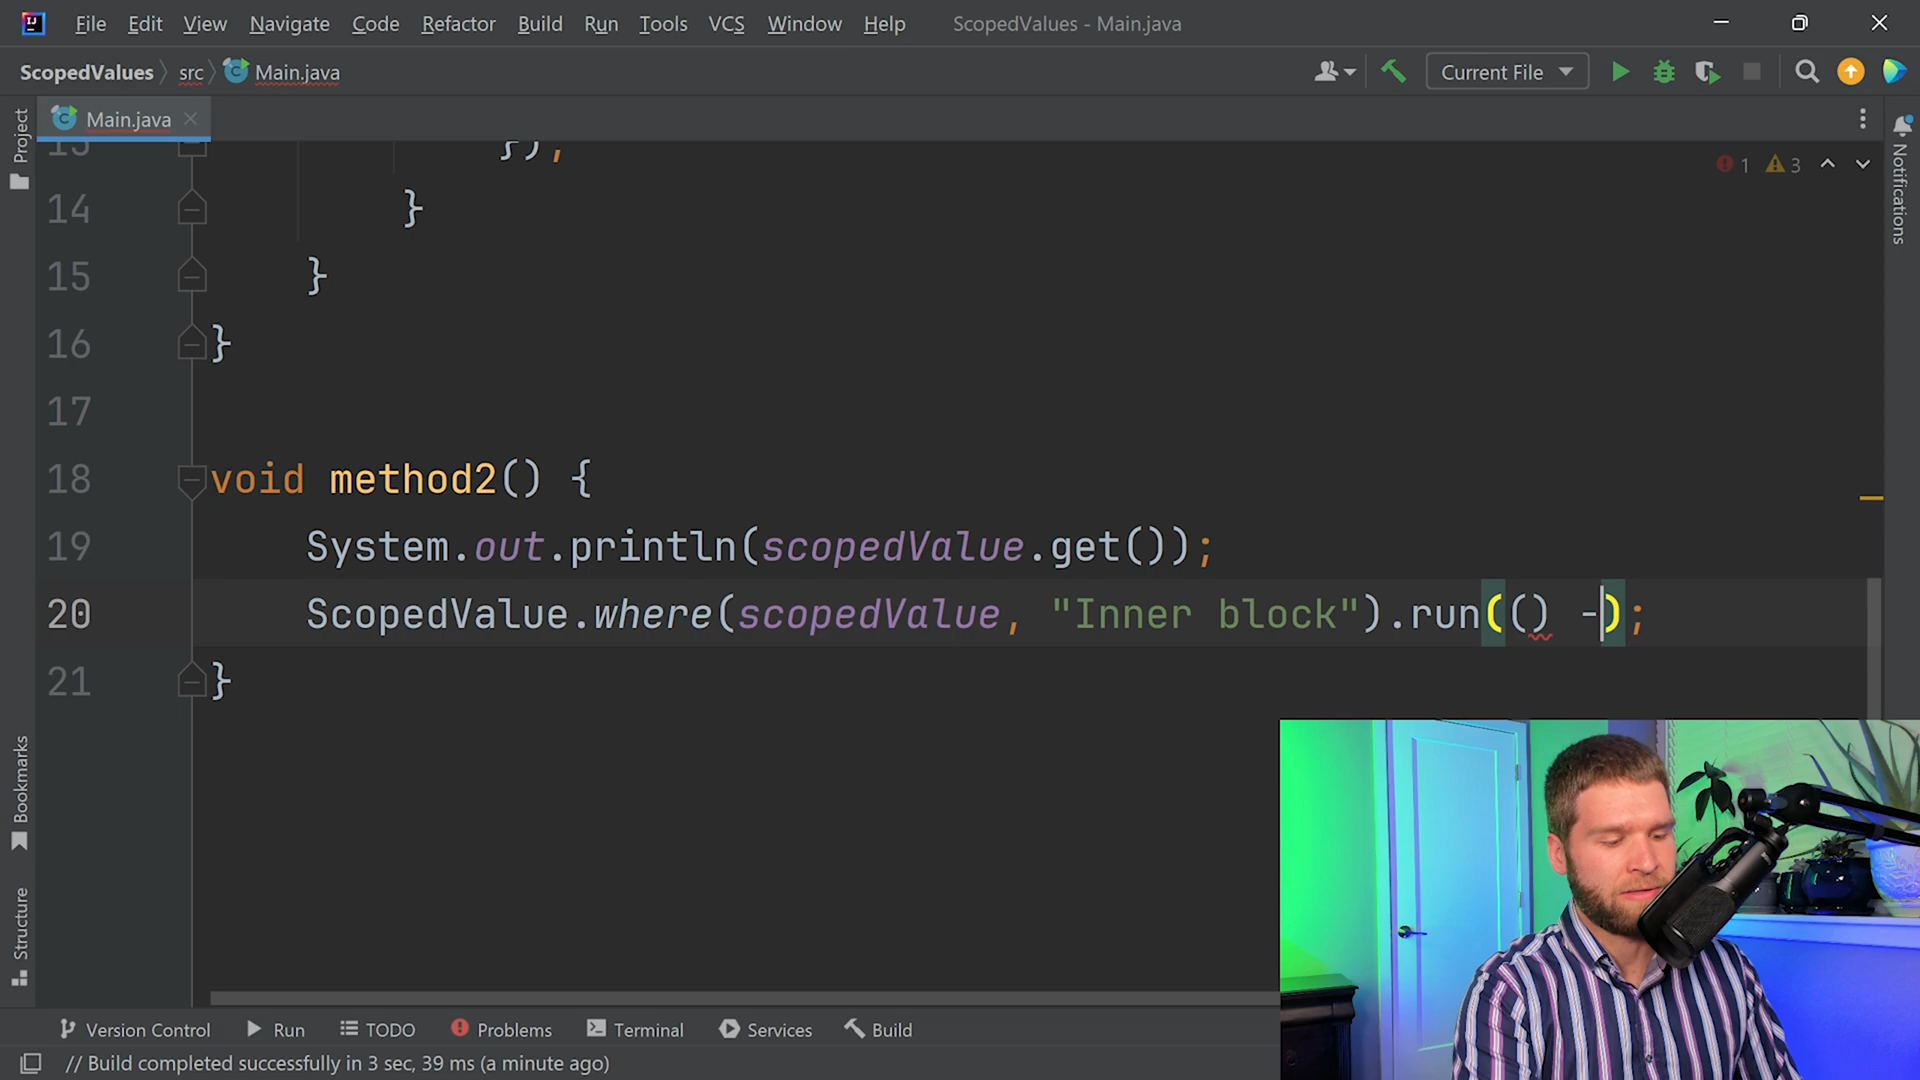 File Edit View Navigate Code Refactor Build Run Tools VCS Window Help ScopedValues - Main.java
ScopedValues src Main.java Current File
Main.java
Project
Notifications
1 3
13 });
14 }
15 }
16 }
17
18 void method2() {
19 System.out.println(scopedValue.get());
20 ScopedValue.where(scopedValue, "Inner block").run(() -);
21 }
Bookmarks
Structure
Version Control Run TODO Problems Terminal Services Build
// Build completed successfully in 3 sec, 39 ms (a minute ago)